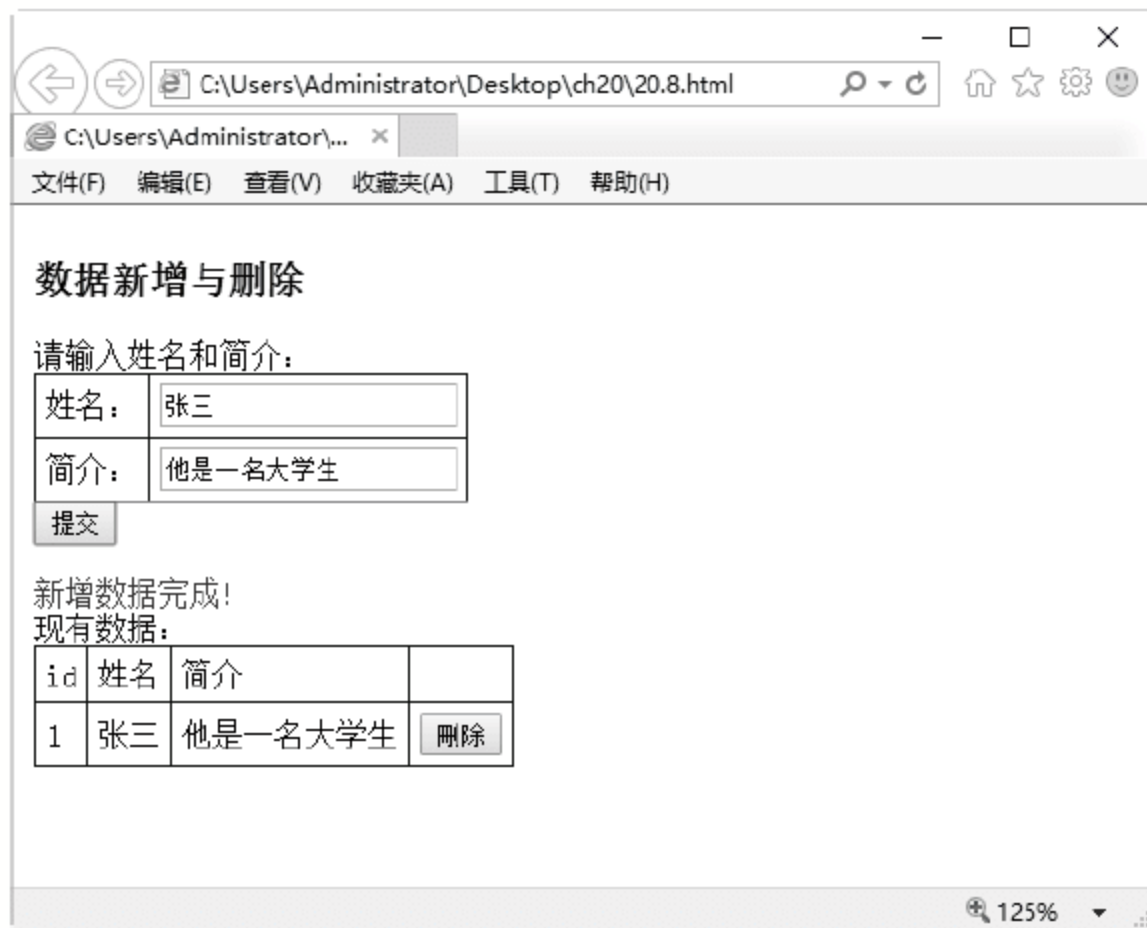 C:\Users\Administrator\Desktop\ch20\20.8.html
C:\Users\Administrator\...
文件(F) 编辑(E) 查看(V) 收藏夹(A) 工具(T) 帮助(H)
数据新增与删除
请输入姓名和简介：
姓名： 张三
简介： 他是一名大学生
提交
新增数据完成!
现有数据：
id 姓名 简介
1 张三 他是一名大学生 刪除
125%